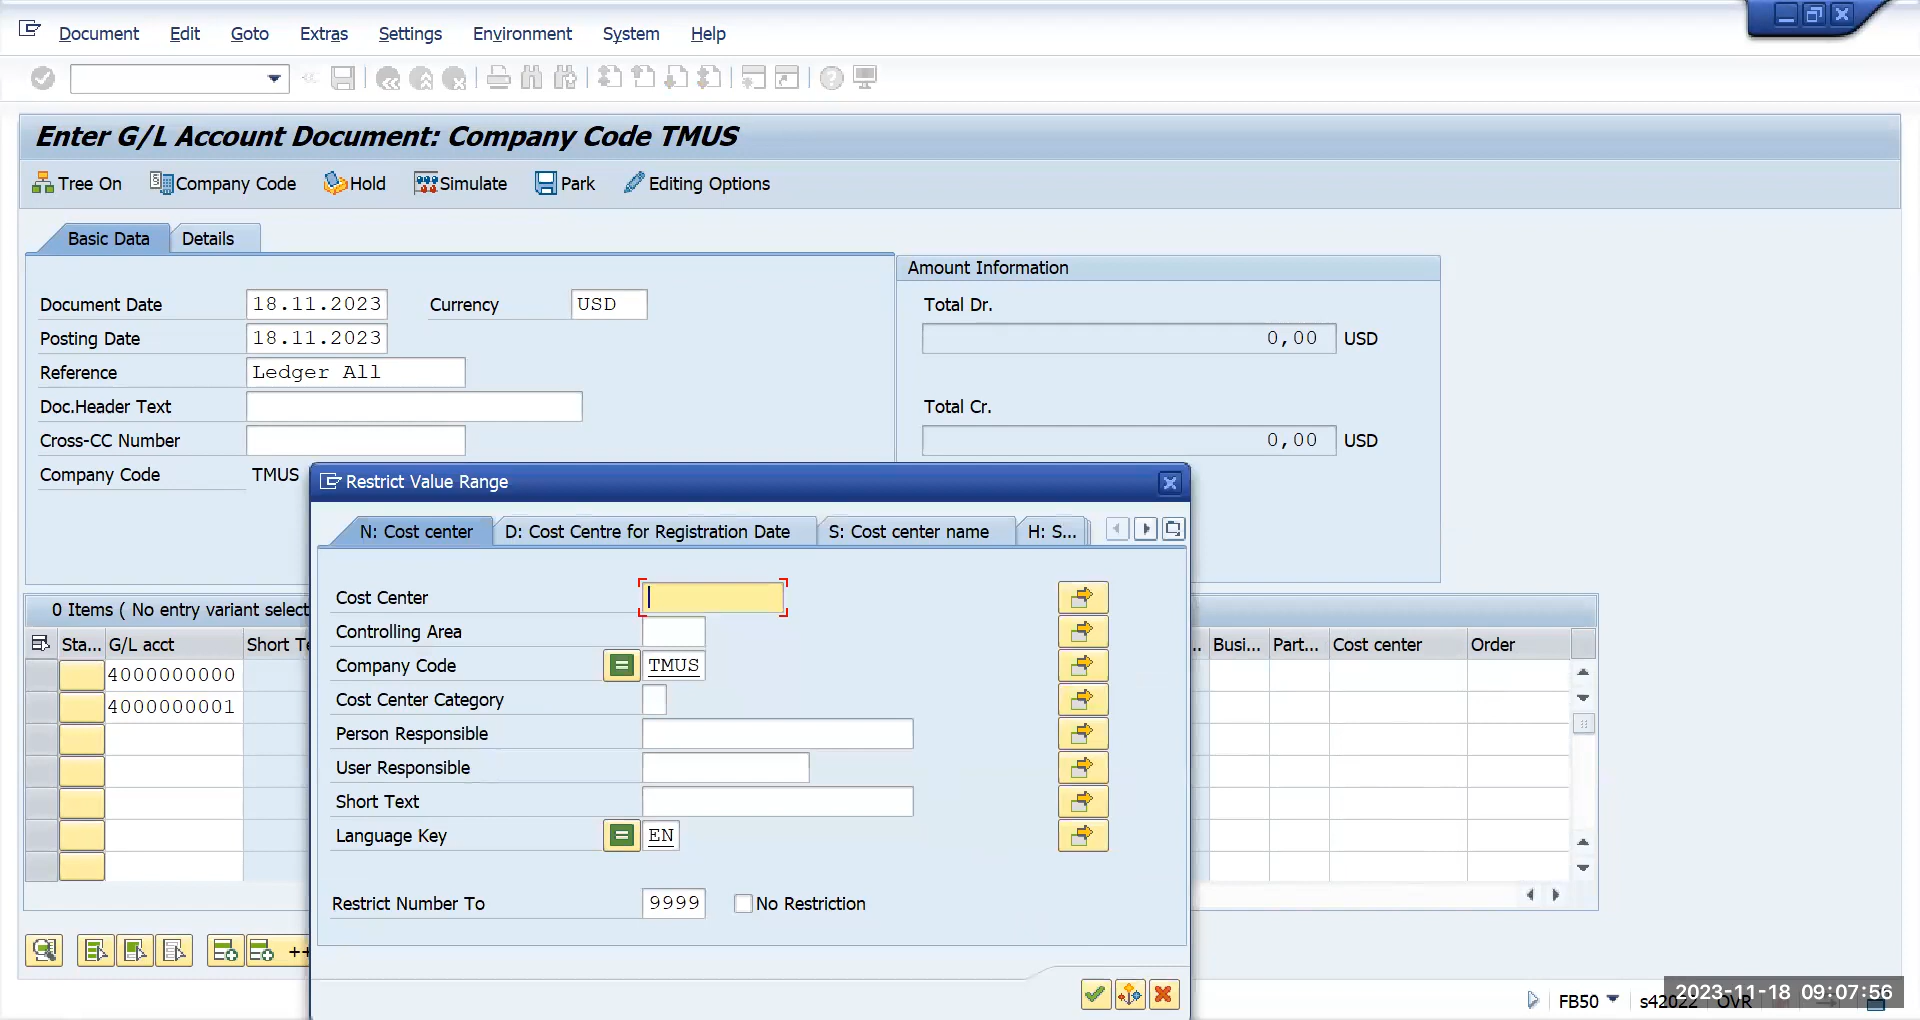 Document Edit Goto Extras Settings Environment System Help
Enter G/L Account Document: Company Code TMUS
Tree On Company Code Hold Simulate Park Editing Options
Basic Data Details
Amount Information
Document Date 18.11.2023 Currency USD
Total Dr.
Posting Date 18.11.2023
0,00 USD
Reference Ledger All
Doc.Header Text
Total Cr.
Cross-CC Number
0,00 USD
Company Code TMUS
Restrict Value Range
N: Cost center D: Cost Centre for Registration Date S: Cost center name H: S...
Cost Center
Controlling Area
Company Code TMUS
Cost Center Category
Person Responsible
User Responsible
Short Text
Language Key EN
Restrict Number To 9999 No Restriction
0 Items ( No entry variant select
Sta... G/L acct Short Te .. Busi... Part... Cost center Order
4000000000
4000000001
++
FB50 s42022 OVR
2023-11-18 09:07:56